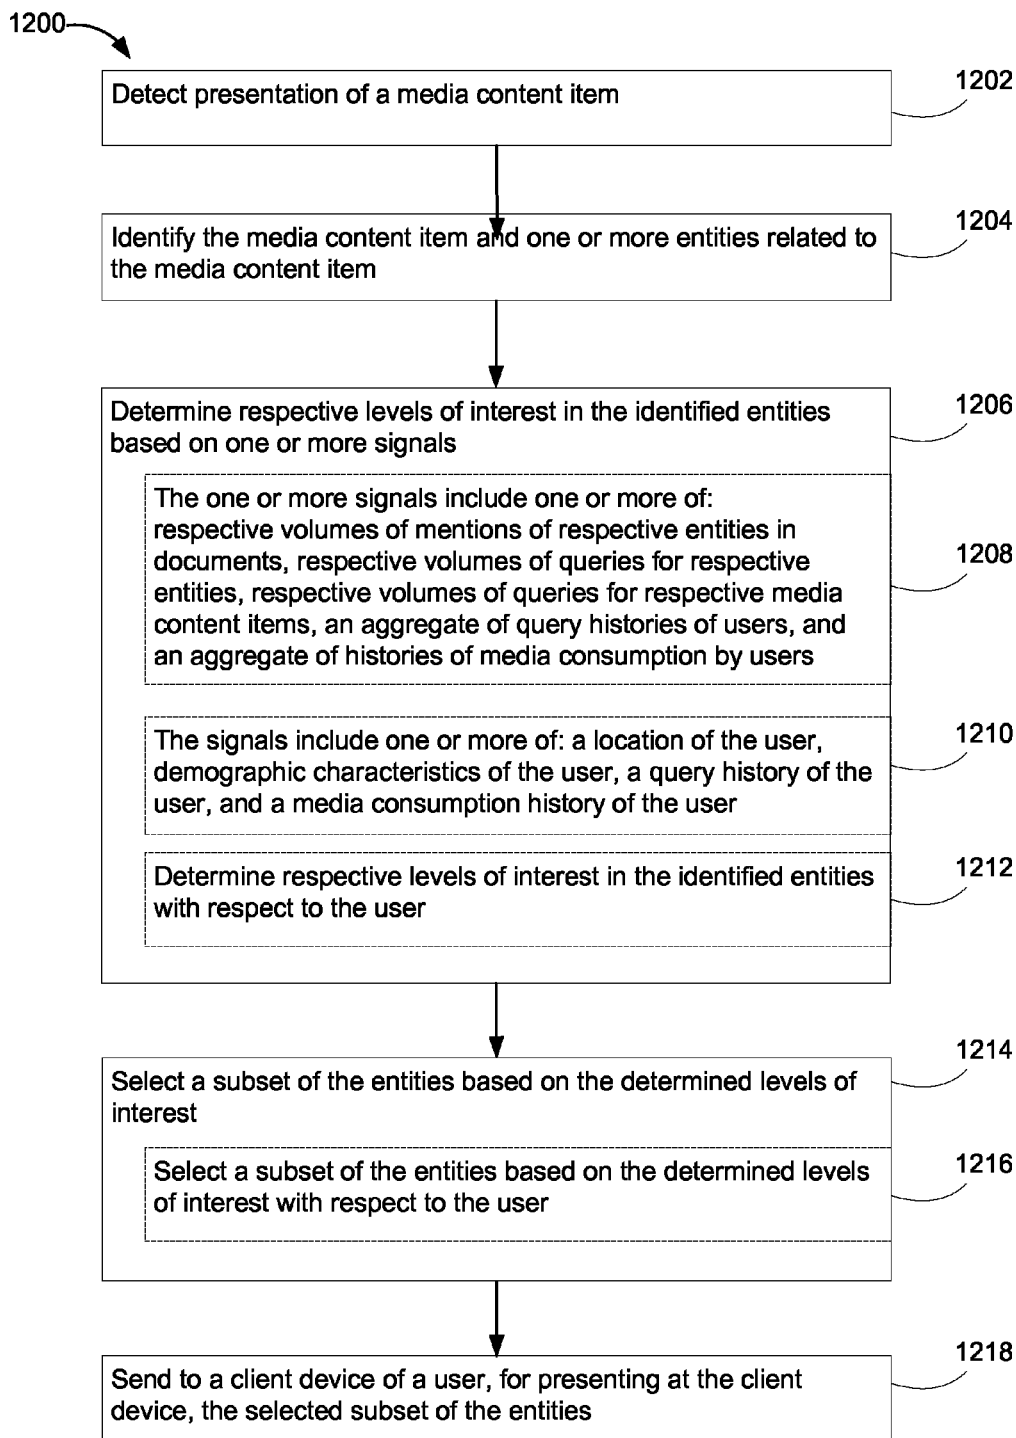 1200
Detect presentation of a media content item
1202
Identify the media content item and one or more entities related to
the media content item
1204
Determine respective levels of interest in the identified entities
based on one or more signals
1206
The one or more signals include one or more of:
respective volumes of mentions of respective entities in
documents, respective volumes of queries for respective
entities, respective volumes of queries for respective media
content items, an aggregate of query histories of users, and
an aggregate of histories of media consumption by users
1208
The signals include one or more of: a location of the user,
demographic characteristics of the user, a query history of the
user, and a media consumption history of the user
1210
Determine respective levels of interest in the identified entities
with respect to the user
1212
Select a subset of the entities based on the determined levels of
interest
1214
Select a subset of the entities based on the determined levels
of interest with respect to the user
1216
Send to a client device of a user, for presenting at the client
device, the selected subset of the entities
1218